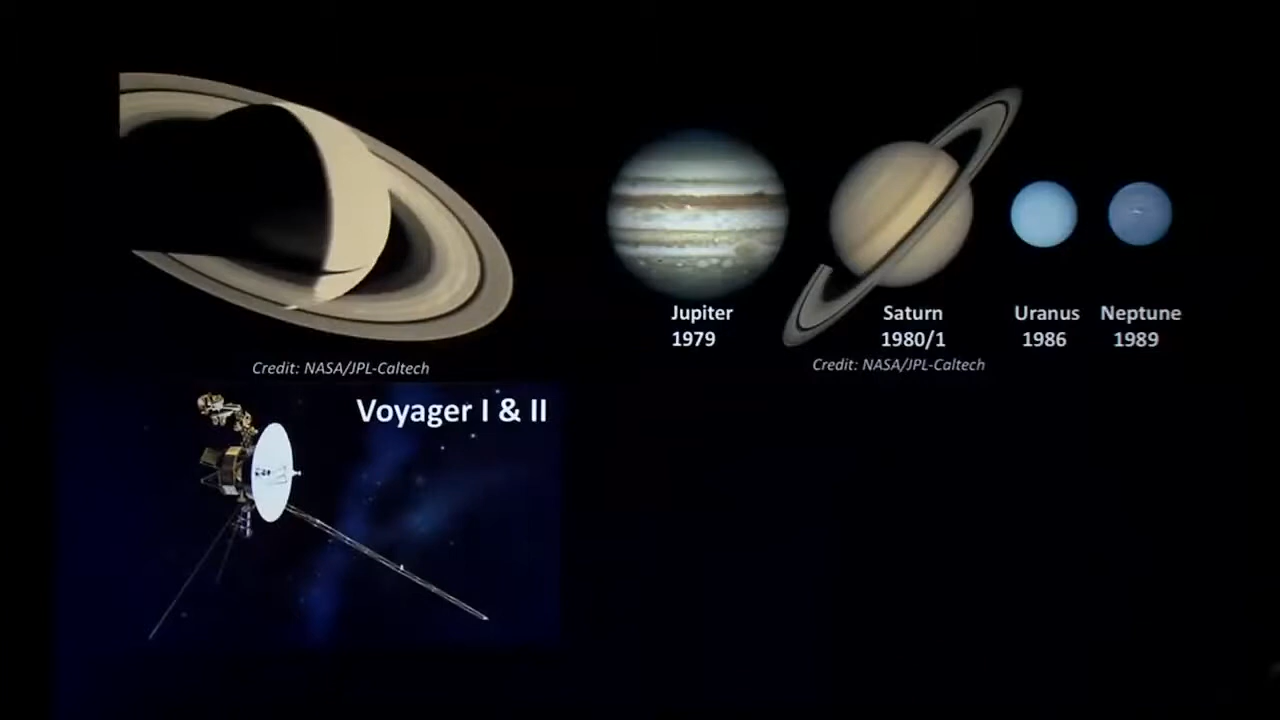 Jupiter
1979
Saturn
1980/1
Uranus
1986
Neptune
1989
Credit: NASA/JPL-Caltech
Credit: NASA/JPL-Caltech
Voyager I & II